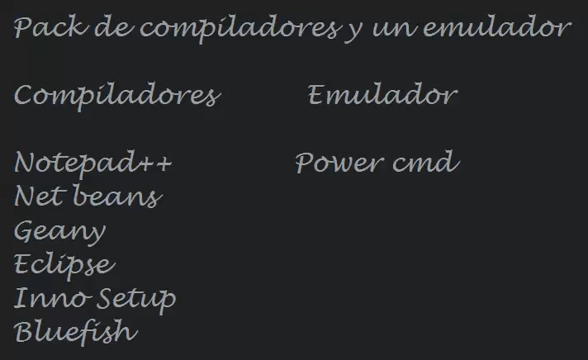 Pack de compiladores y un emulador
Compiladores Emulador
Notepad++ Power cmd
Net beans
Geany
Eclipse
Inno Setup
Bluefish